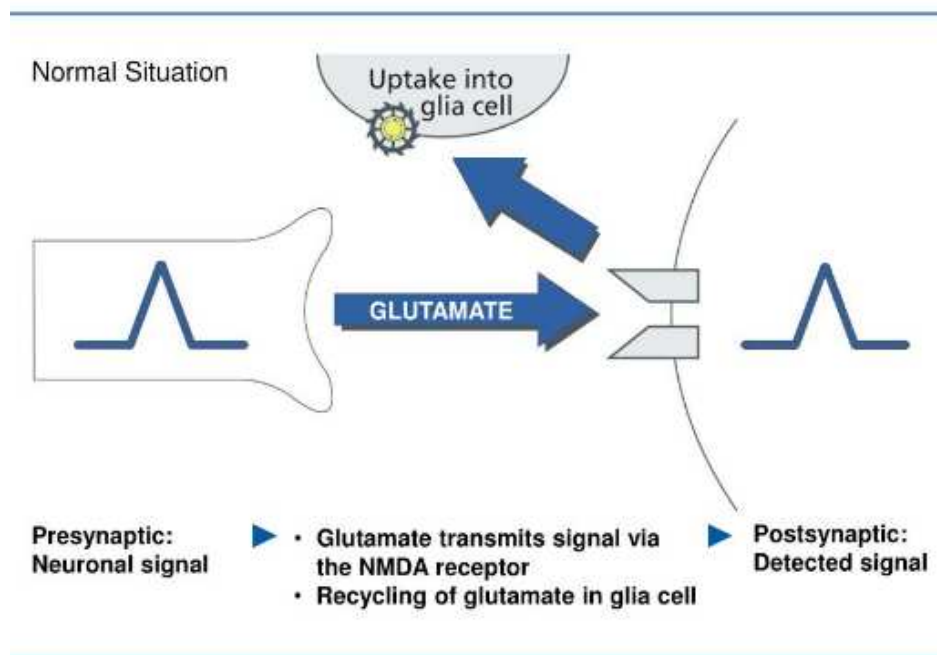 Normal Situation
Uptake into
glia cell
GLUTAMATE
Presynaptic:
Neuronal signal
• Glutamate transmits signal via
the NMDA receptor
• Recycling of glutamate in glia cell
Postsynaptic:
Detected signal